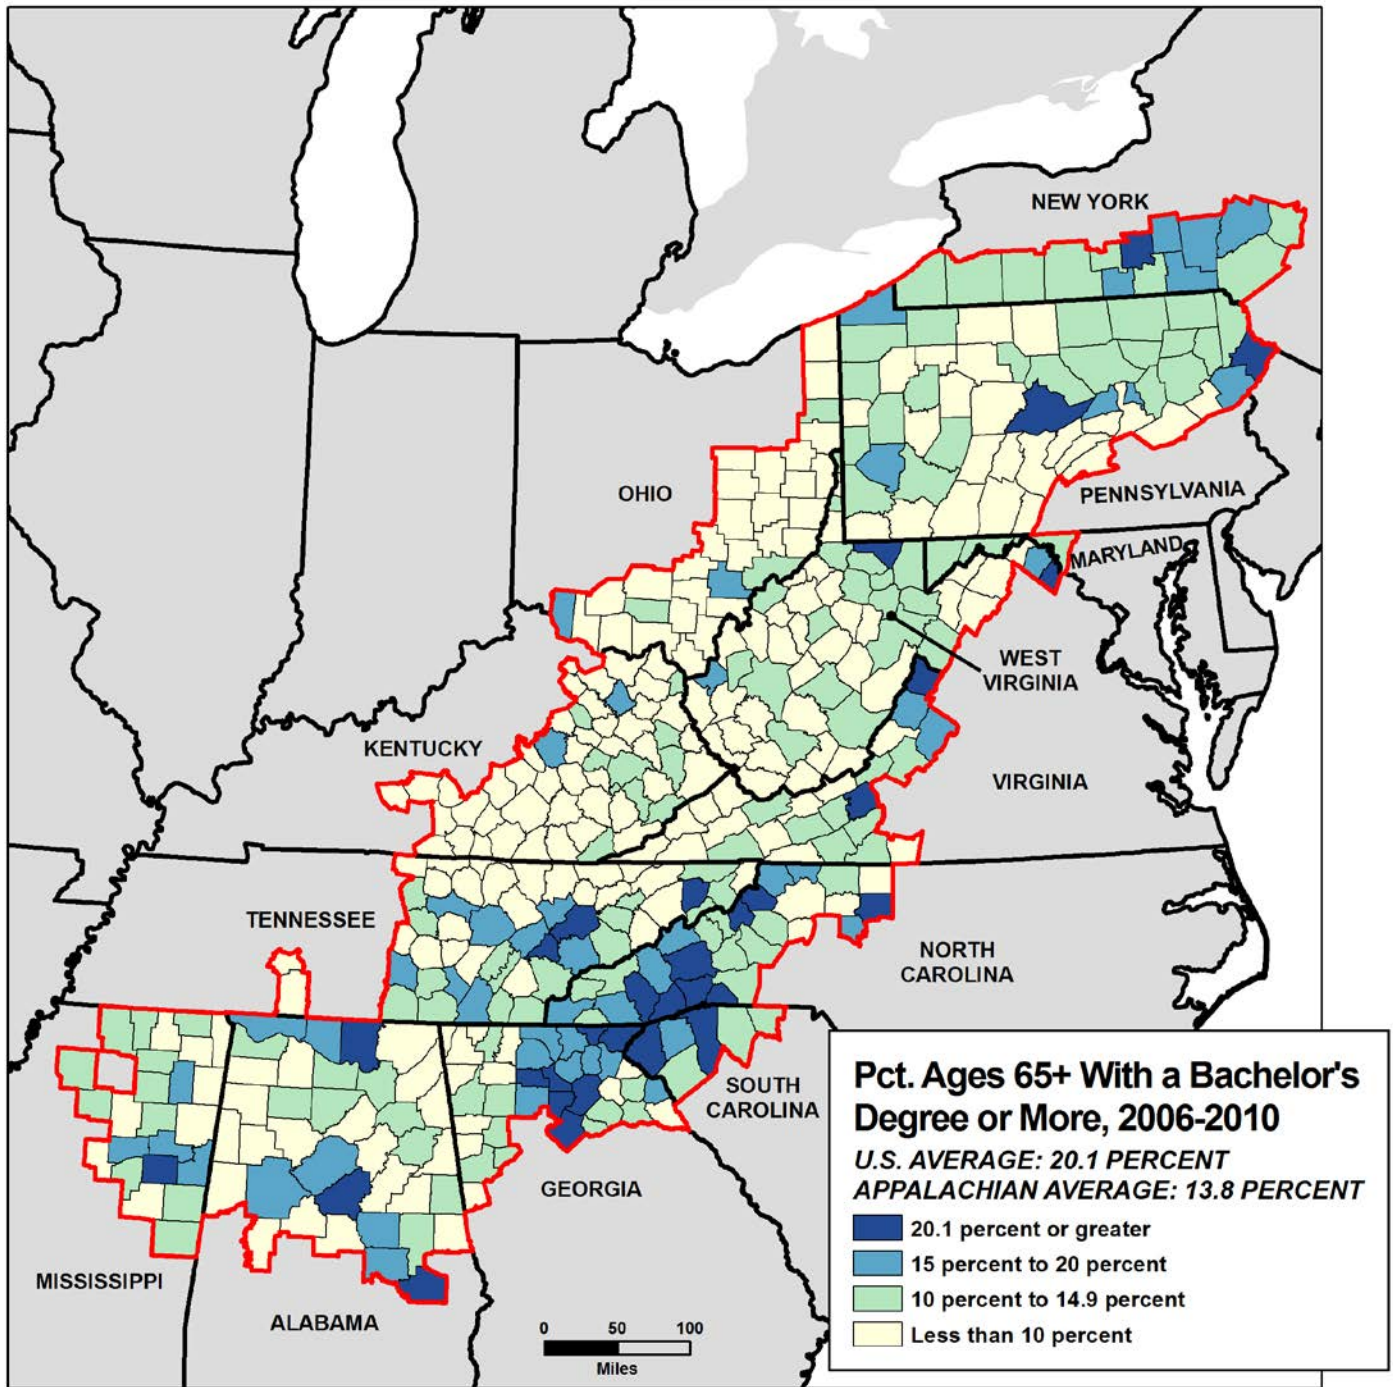 NEW YORK
OHIO
PENNSYLVANIA
MARYLAND
WEST
VIRGINIA
KENTUCKY
VIRGINIA
TENNESSEE
NORTH
CAROLINA
SOUTH
CAROLINA
GEORGIA
MISSISSIPPI
ALABAMA
0 50 100
Miles
Pct. Ages 65+ With a Bachelor's
Degree or More, 2006-2010
U.S. AVERAGE: 20.1 PERCENT
APPALACHIAN AVERAGE: 13.8 PERCENT
20.1 percent or greater
15 percent to 20 percent
10 percent to 14.9 percent
Less than 10 percent